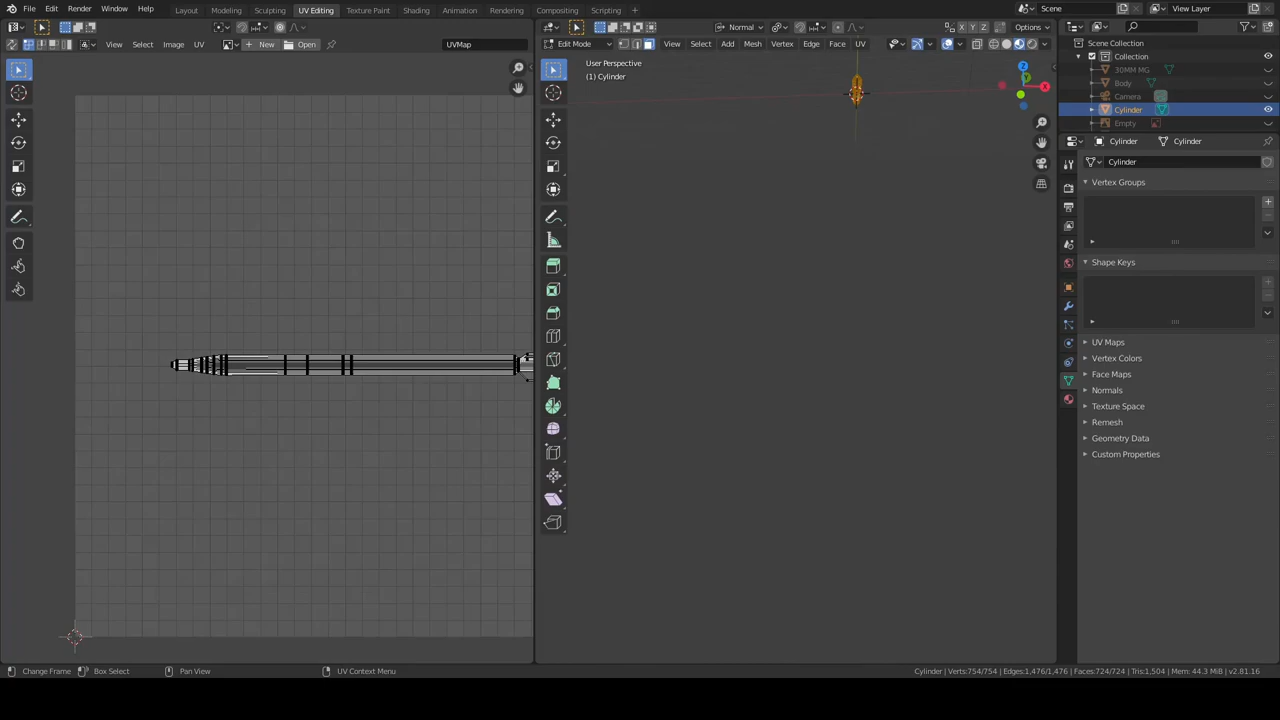 File Edit Render Window Help Layout Modeling Sculpting UV Editing Texture Paint Shading Animation Rendering Compositing Scripting + Scene View Layer
Normal Options
View Select Image UV New Open UVMap
Edit Mode View Select Add Mesh Vertex Edge Face UV X Y Z
User Perspective
(1) Cylinder
Scene Collection
Collection
30MM MG
Body
Camera
Cylinder
Empty
Cylinder Cylinder
Cylinder
Vertex Groups
Shape Keys
UV Maps
Vertex Colors
Face Maps
Normals
Texture Space
Remesh
Geometry Data
Custom Properties
Change Frame Box Select Pan View UV Context Menu Cylinder | Verts:754/754 | Edges:1,476/1,476 | Faces:724/724 | Tris:1,504 | Mem: 44.3 MiB | v2.81.16